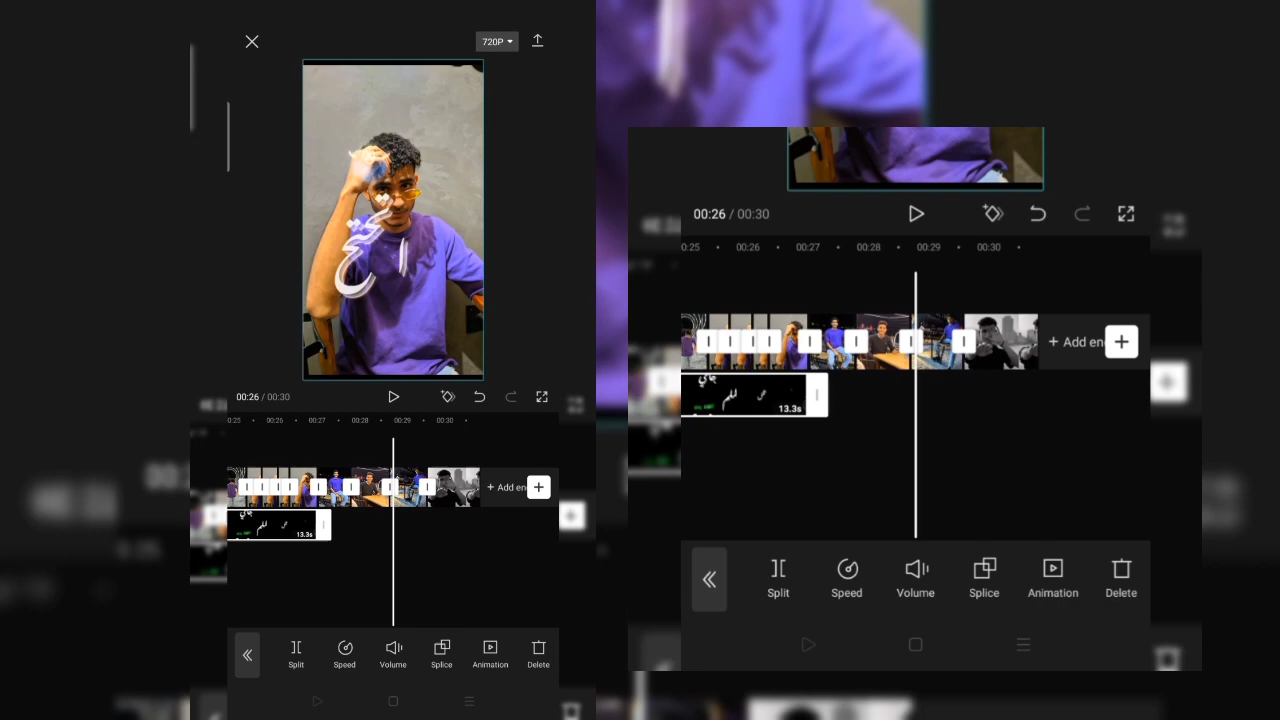 720P
00:26 / 00:30
0:25 • 00:26 • 00:27 • 00:28 • 00:29 • 00:30 •
+ Add en
13.3s
Split Speed Volume Splice Animation Delete
00:26 / 00:30
0:25 • 00:26 • 00:27 • 00:28 • 00:29 • 00:30 •
+ Add en
13.3s
Split Speed Volume Splice Animation Delete